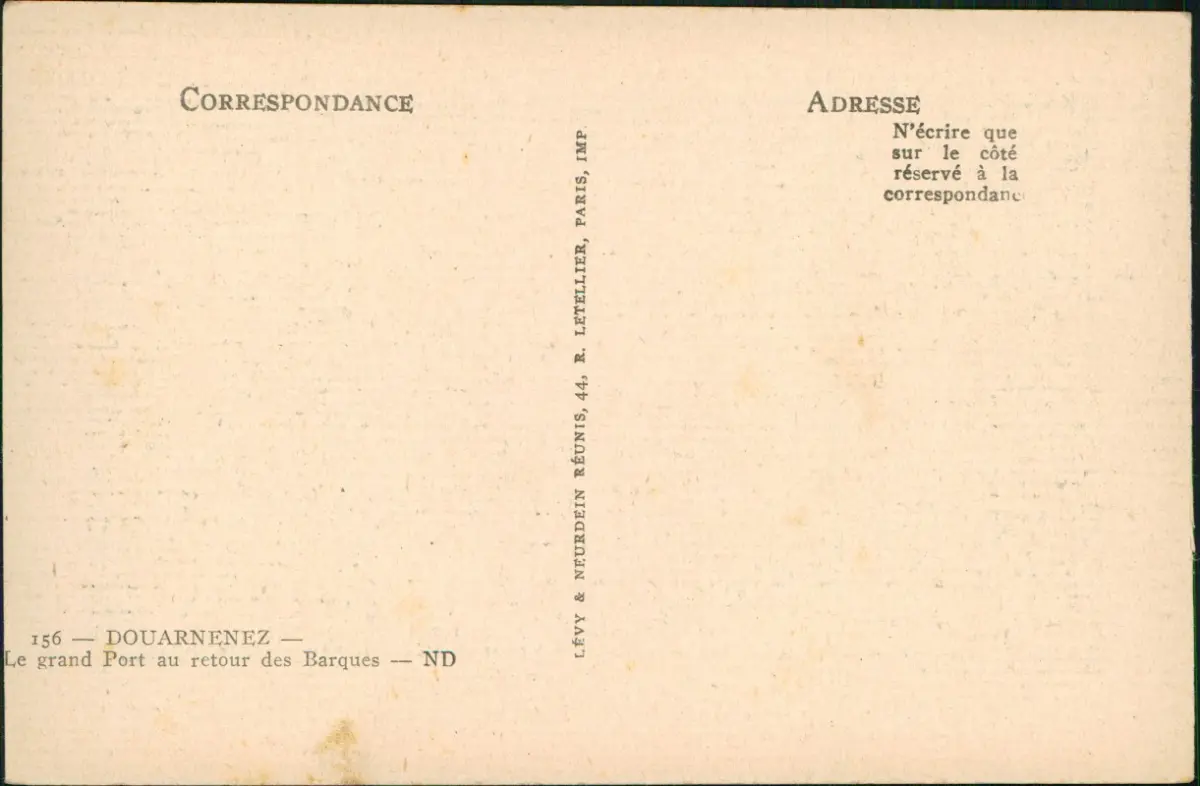 CORRESPONDANCE
ADRESSE
N'écrire que
sur le côté
réservé à la
correspondanc
LÉVY & NEURDEIN RÉUNIS, 44, R. LETELLIER, PARIS, IMP.
156 — DOUARNENEZ —
Le grand Port au retour des Barques — ND